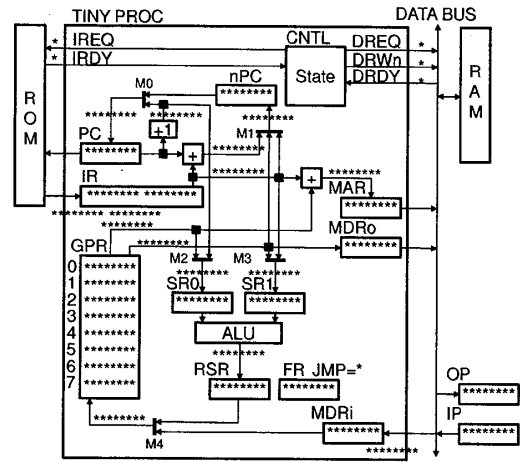 TINY PROC
DATA BUS
* IREQ
CNTL
DREQ *
* IRDY
State
DRWn *
DRDY *
ROM
RAM
M0
nPC
********
********
********
********
M1
PC
+1
********
********
+
********
IR
+
********
******** ********
********
MAR
********
******** ********
********
MDRo
GPR
********
********
M2
M3
0 ********
********
********
1 ********
SR0
SR1
2 ********
********
********
3 ********
4 ********
ALU
5 ********
********
6 ********
RSR
FR JMP=*
OP
7 ********
********
********
********
********
MDRi
IP
M4
********
********
********